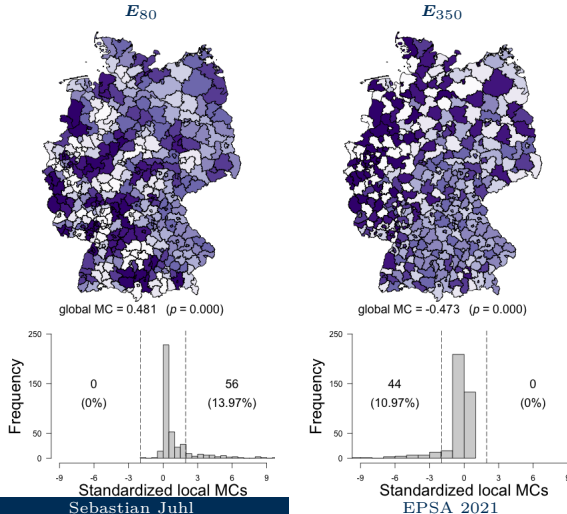 E80 E350
global MC = 0.481 (p = 0.000) global MC = -0.473 (p = 0.000)
Frequency
250
150
50
0
0
(0%)
56
(13.97%)
-9 -6 -3 0 3 6 9
Standardized local MCs
Frequency
250
150
50
0
44
(10.97%)
0
(0%)
-9 -6 -3 0 3 6 9
Standardized local MCs
Sebastian Juhl EPSA 2021